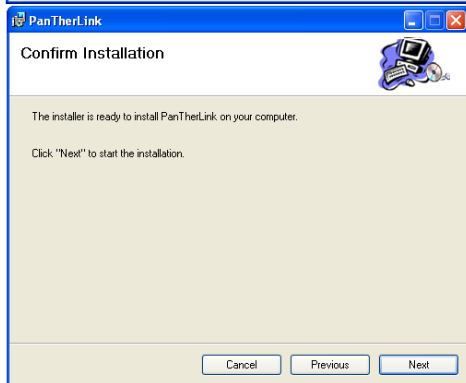 PanTherLink
Confirm Installation
The installer is ready to install PanTherLink on your computer.
Click "Next" to start the installation.
Cancel Previous Next